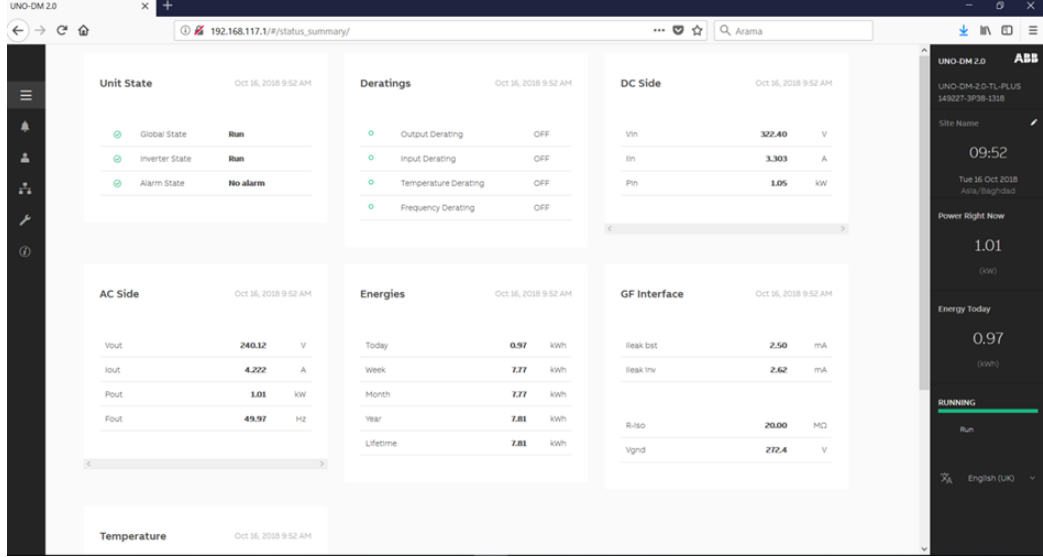 UNO-DM 2.0
192.168.117.1/#/status_summary/
Arama
Unit State Oct 16, 2018 9:52 AM
Global State Run
Inverter State Run
Alarm State No alarm
Deratings Oct 16, 2018 9:52 AM
Output Derating OFF
Input Derating OFF
Temperature Derating OFF
Frequency Derating OFF
DC Side Oct 16, 2018 9:52 AM
Vin 322.40 V
Iin 3.303 A
Pin 1.05 kW
AC Side Oct 16, 2018 9:52 AM
Vout 240.12 V
Iout 4.222 A
Pout 1.01 kW
Fout 49.97 Hz
Energies Oct 16, 2018 9:52 AM
Today 0.97 kWh
Week 7.77 kWh
Month 7.77 kWh
Year 7.81 kWh
Lifetime 7.81 kWh
GF Interface Oct 16, 2018 9:52 AM
Ileak bst 2.50 mA
Ileak Inv 2.62 mA
R-Iso 20.00 MΩ
Vgnd 272.4 V
Temperature Oct 16, 2018 9:52 AM
UNO-DM 2.0 ABB
UNO-DM-2.0-TL-PLUS
149227-3P38-1318
Site Name
09:52
Tue 16 Oct 2018
Asia/Baghdad
Power Right Now
1.01
(kW)
Energy Today
0.97
(kWh)
RUNNING
Run
English (UK)